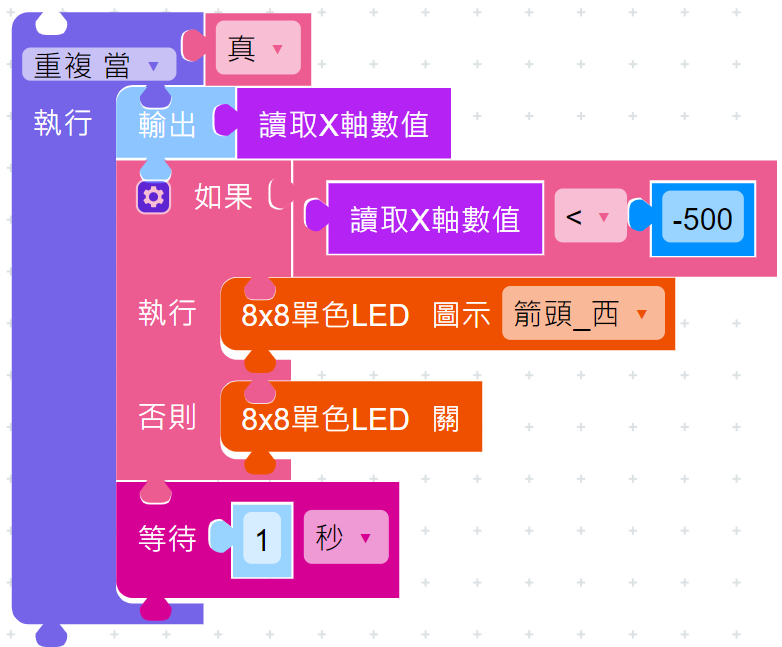 重複 當 真
執行 輸出 讀取X軸數值
如果 讀取X軸數值 < -500
執行 8x8單色LED 圖示 箭頭_西
否則 8x8單色LED 關
等待 1 秒